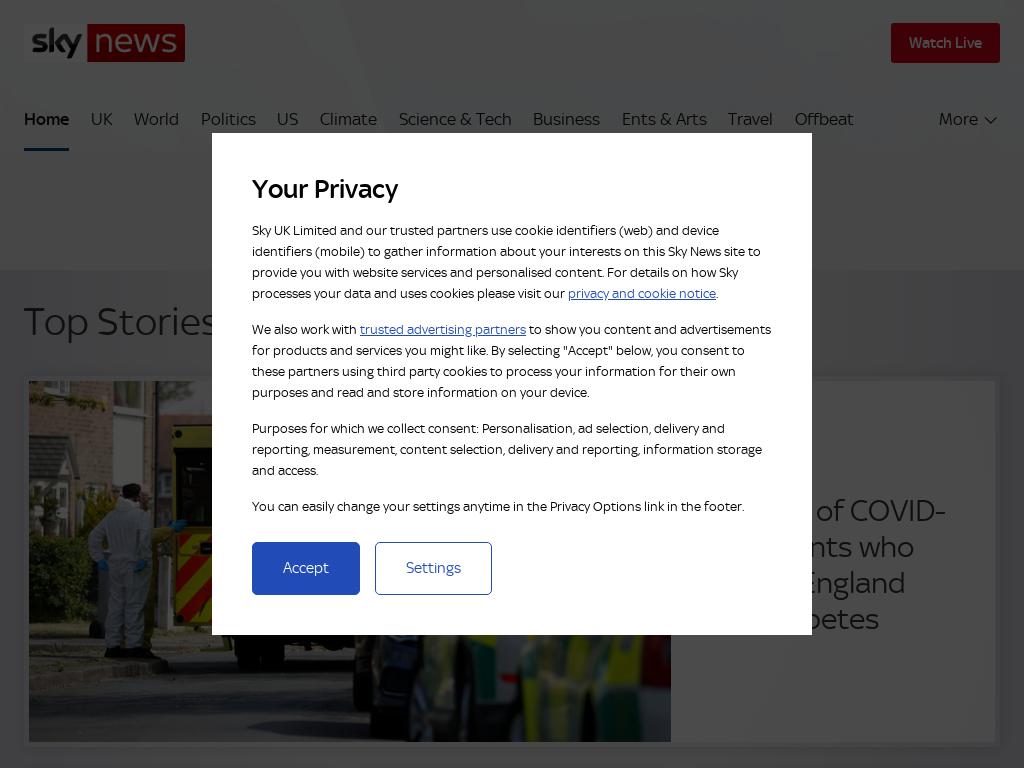 sky news
Watch Live
Home UK World Politics US Climate Science & Tech Business Ents & Arts Travel Offbeat More
Your Privacy
Sky UK Limited and our trusted partners use cookie identifiers (web) and device
identifiers (mobile) to gather information about your interests on this Sky News site to
provide you with website services and personalised content. For details on how Sky
processes your data and uses cookies please visit our privacy and cookie notice.
We also work with trusted advertising partners to show you content and advertisements
for products and services you might like. By selecting "Accept" below, you consent to
these partners using third party cookies to process your information for their own
purposes and read and store information on your device.
Purposes for which we collect consent: Personalisation, ad selection, delivery and
reporting, measurement, content selection, delivery and reporting, information storage
and access.
You can easily change your settings anytime in the Privacy Options link in the footer.
Accept Settings
Top Stories
of COVID-
who
England